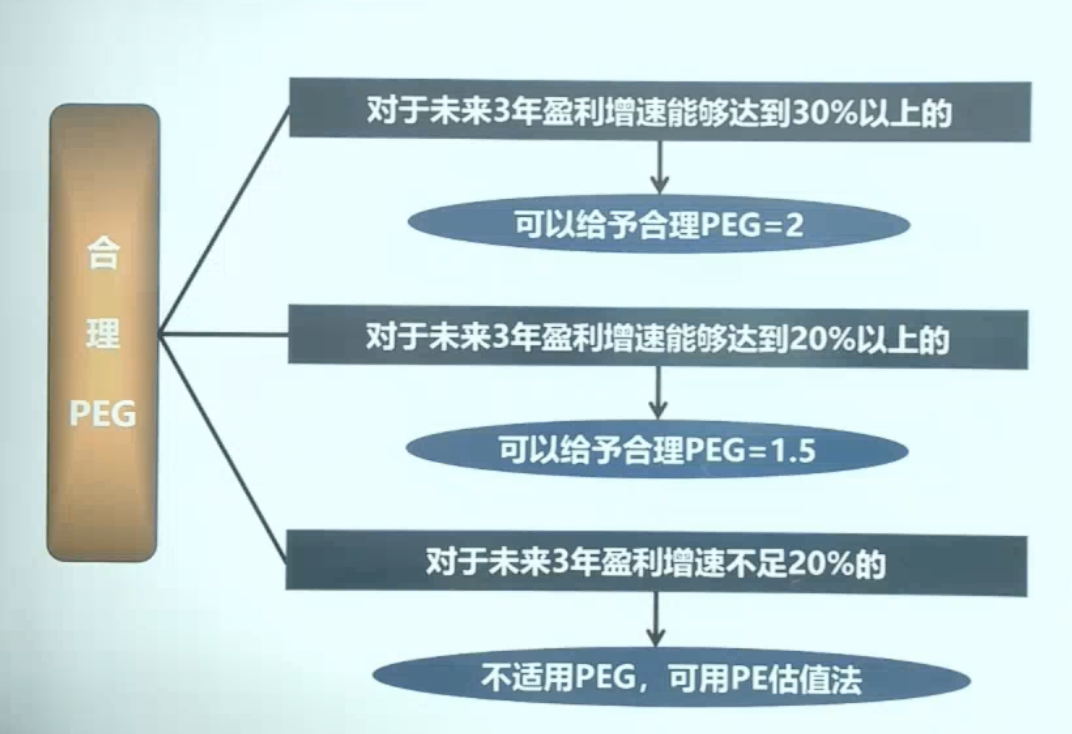 合
理
PEG
对于未来3年盈利增速能够达到30%以上的
可以给予合理PEG=2
对于未来3年盈利增速能够达到20%以上的
可以给予合理PEG=1.5
对于未来3年盈利增速不足20%的
不适用PEG，可用PE估值法